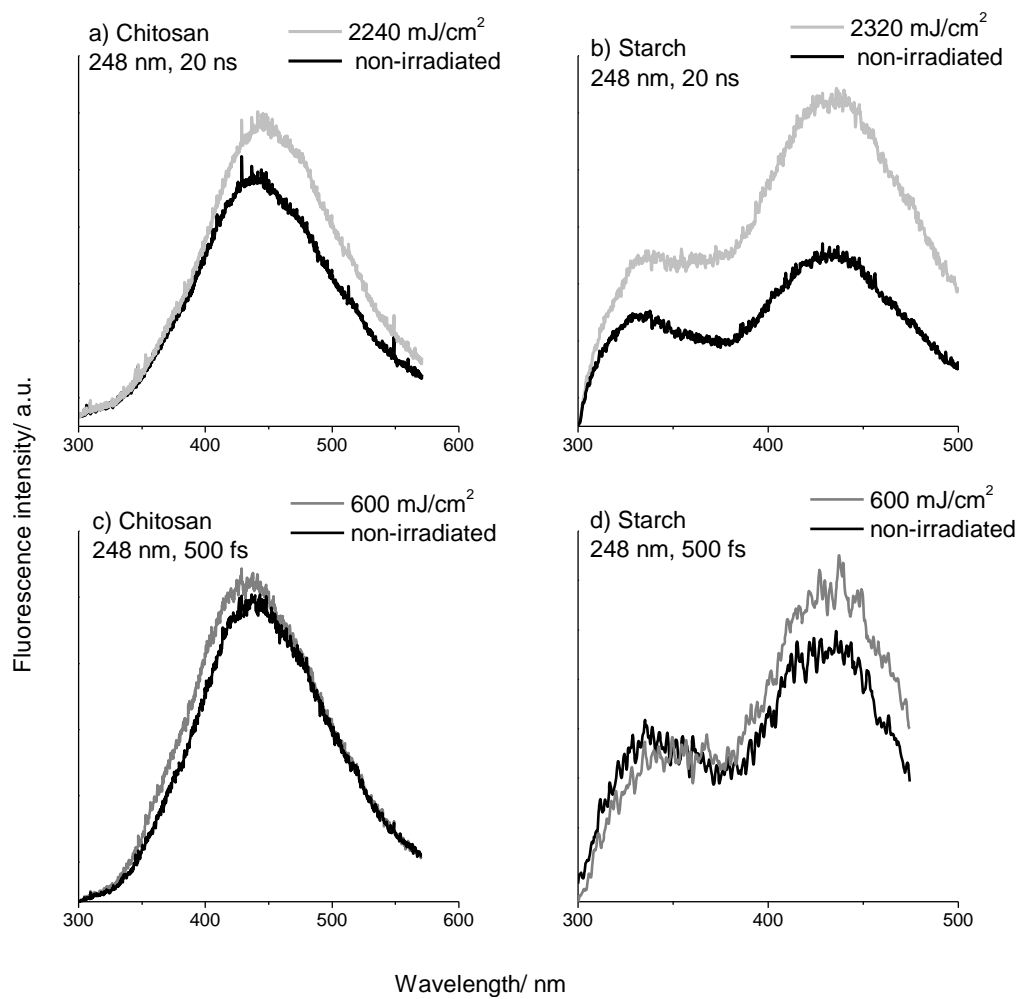 a) Chitosan
248 nm, 20 ns
2240 mJ/cm²
non-irradiated
300 400 500 600
b) Starch
248 nm, 20 ns
2320 mJ/cm²
non-irradiated
300 400 500
c) Chitosan
248 nm, 500 fs
600 mJ/cm²
non-irradiated
300 400 500 600
d) Starch
248 nm, 500 fs
600 mJ/cm²
non-irradiated
300 400 500
Fluorescence intensity/ a.u.
Wavelength/ nm